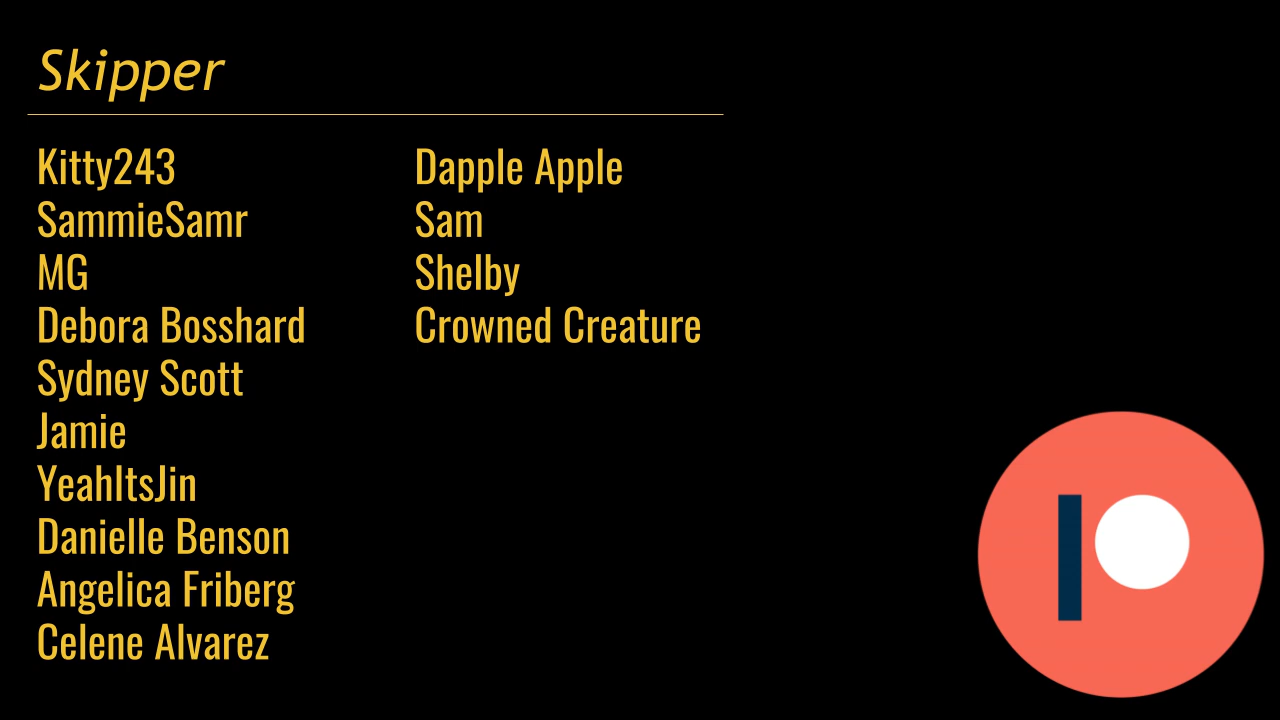 Skipper
Kitty243
SammieSamr
MG
Debora Bosshard
Sydney Scott
Jamie
YeahItsJin
Danielle Benson
Angelica Friberg
Celene Alvarez
Dapple Apple
Sam
Shelby
Crowned Creature